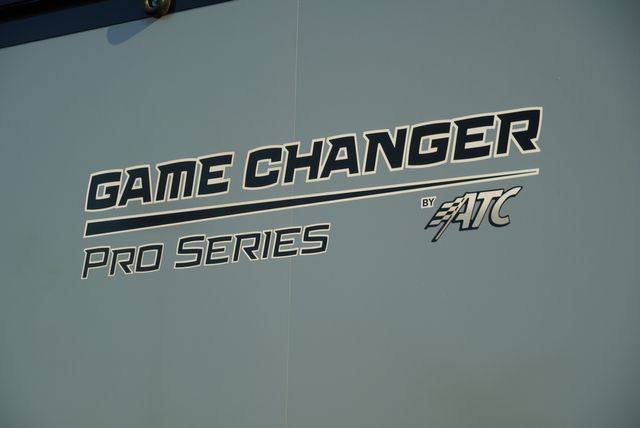 GAME CHANGER
BY ATC
PRO SERIES